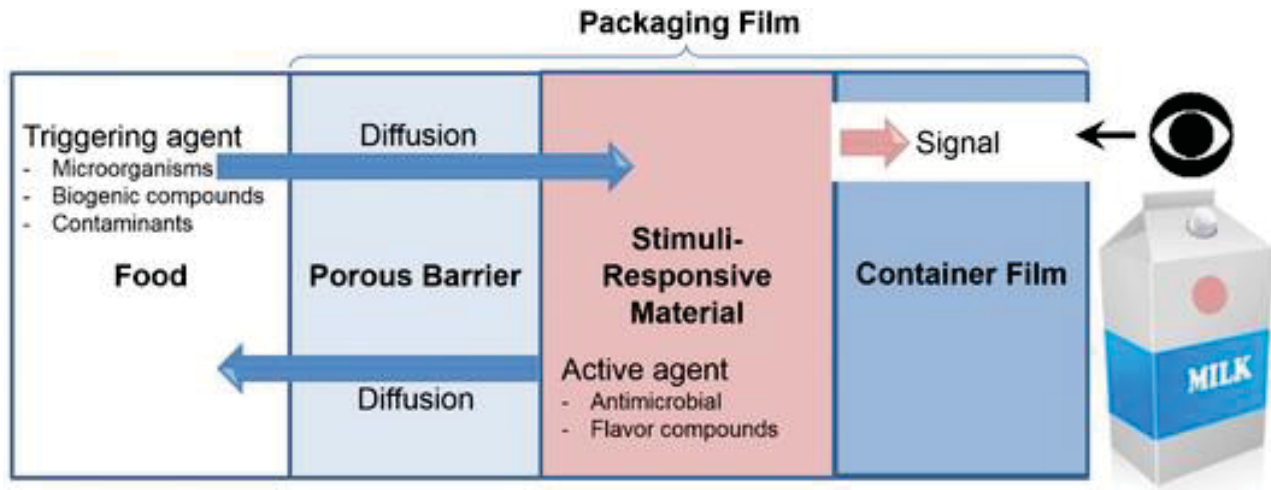 Packaging Film
Triggering agent
- Microorganisms
- Biogenic compounds
- Contaminants
Food
Diffusion
Porous Barrier
Diffusion
Stimuli-
Responsive
Material
Active agent
- Antimicrobial
- Flavor compounds
Signal
Container Film
MILK